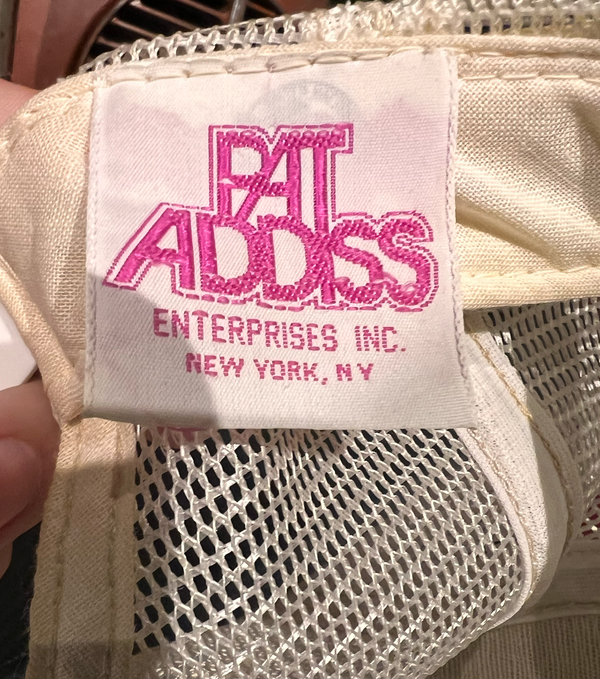 PAT
ADDISS
ENTERPRISES INC.
NEW YORK, NY